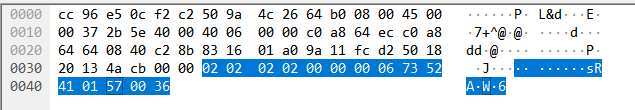 0000 cc 96 e5 0c f2 c2 50 9a 4c 26 64 b0 08 00 45 00 ······P· L&d···E·
0010 00 37 2b 5e 40 00 40 06 00 00 c0 a8 64 ec c0 a8 ·7+^@·@· ····d···
0020 64 64 08 40 c2 8b 83 16 01 a0 9a 11 fc d2 50 18 dd·@···· ······P·
0030 20 13 4a cb 00 00 02 02 02 02 00 00 00 06 73 52 ·J····· ······sR
0040 41 01 57 00 36 A·W·6